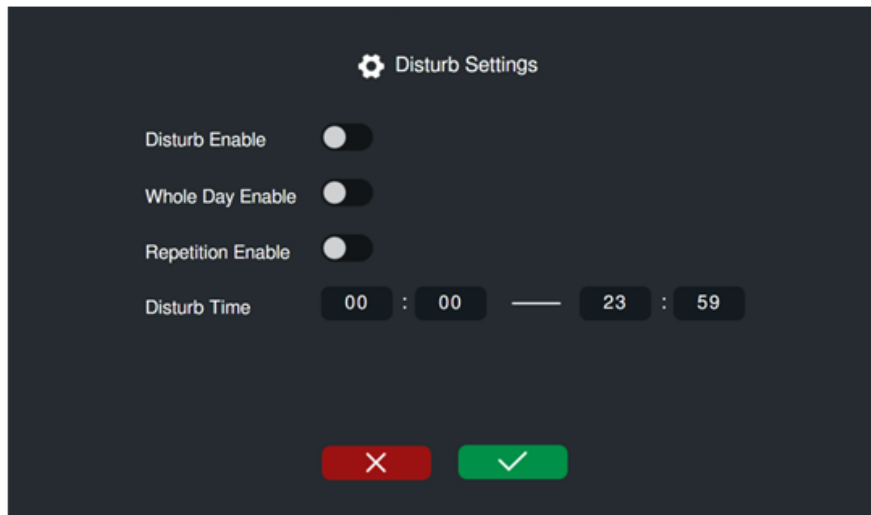 Disturb Settings
Disturb Enable
Whole Day Enable
Repetition Enable
Disturb Time 00 : 00 — 23 : 59